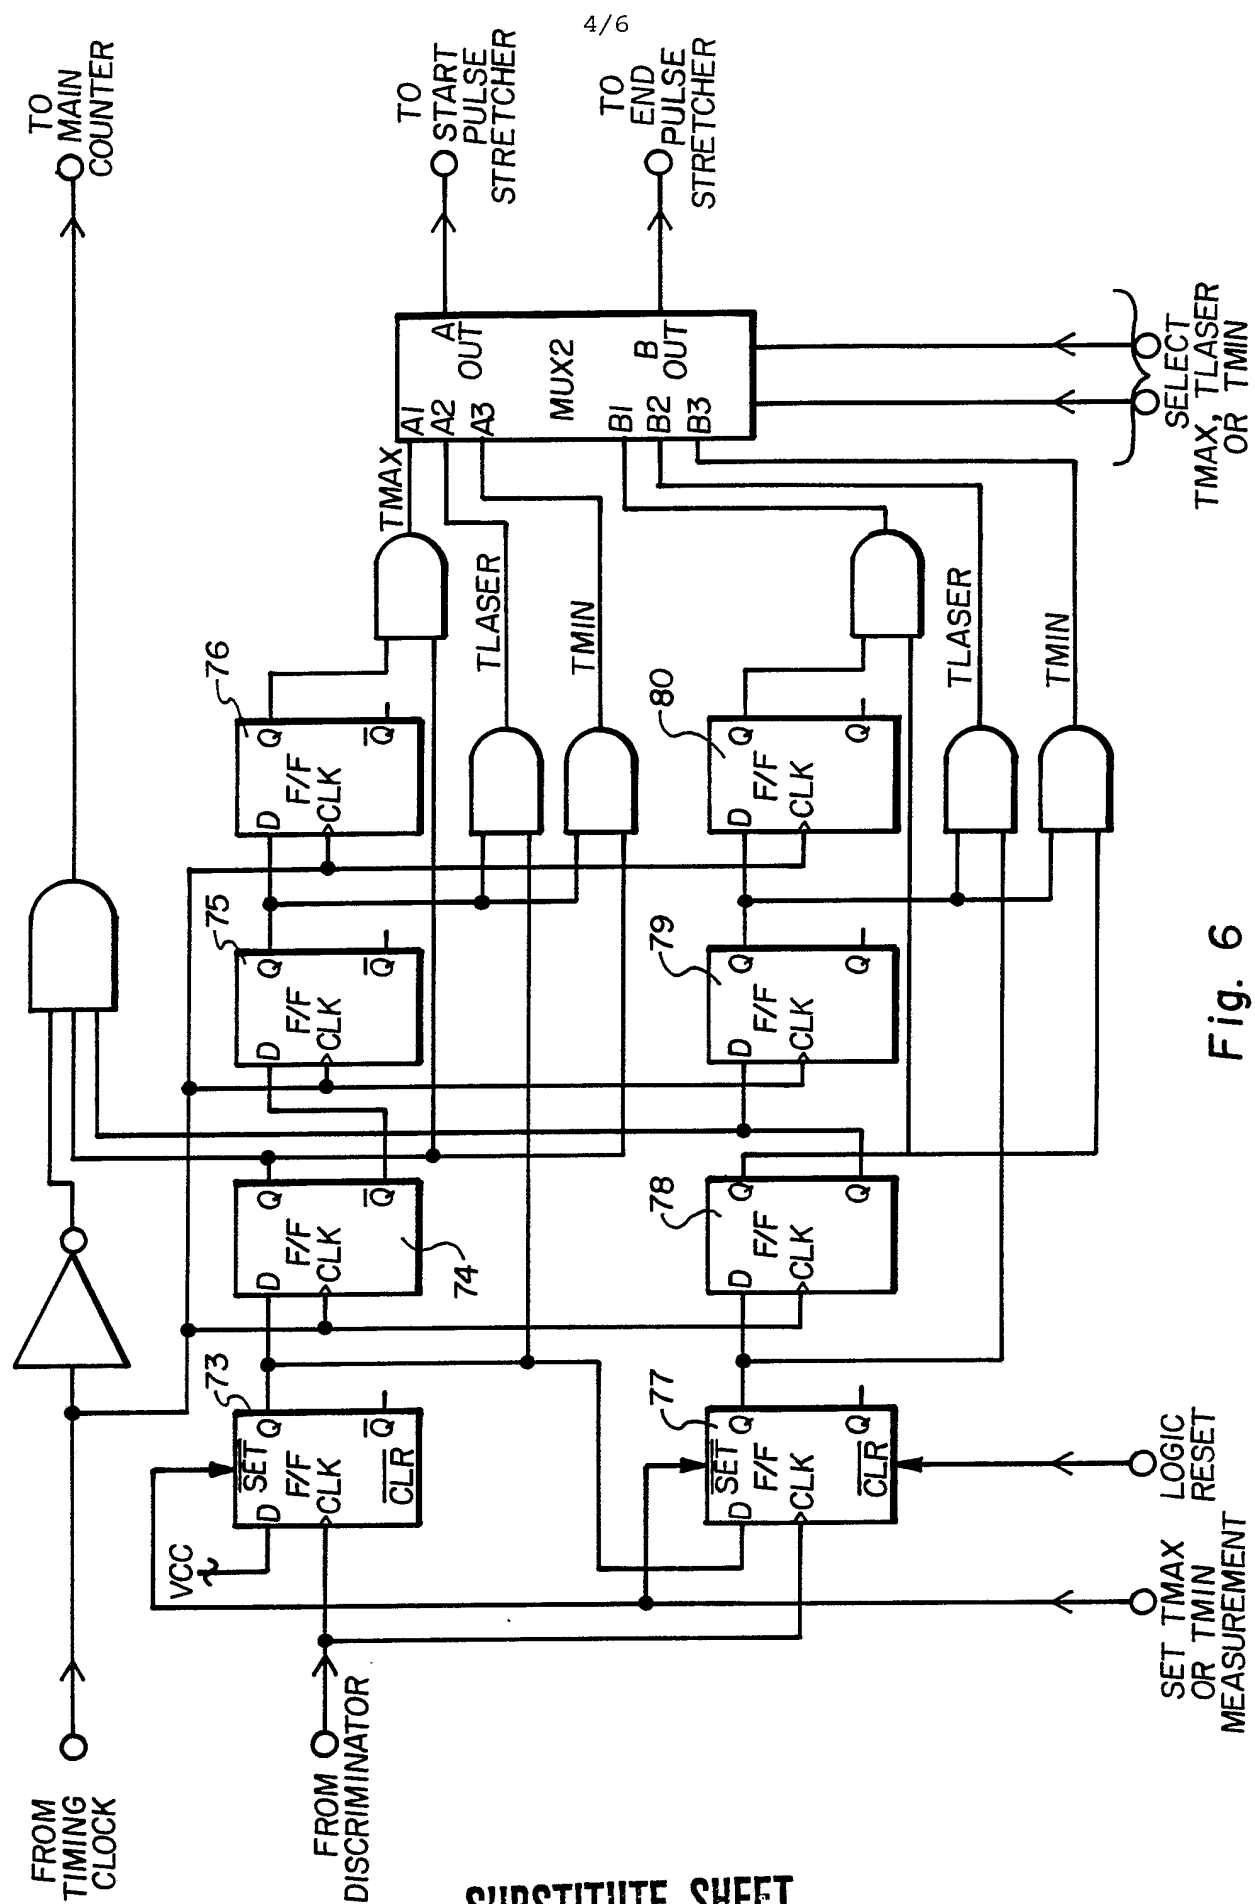 4/6
FROM
TIMING
CLOCK
TO
MAIN
COUNTER
FROM
DISCRIMINATOR
VCC
SET
D
Q
F/F
CLK
Q
CLR
73
D
Q
F/F
CLK
Q
74
D
Q
F/F
CLK
Q
75
D
Q
F/F
CLK
Q
76
TMAX
TLASER
TMIN
SET
D
Q
F/F
CLK
Q
CLR
77
D
Q
F/F
CLK
Q
78
D
Q
F/F
CLK
Q
79
D
Q
F/F
CLK
Q
80
TLASER
TMIN
A1
A2
A3
A
OUT
MUX2
B1
B2
B3
B
OUT
TO
START
PULSE
STRETCHER
TO
END
PULSE
STRETCHER
SET TMAX
OR TMIN
MEASUREMENT
LOGIC
RESET
SELECT
TMAX, TLASER
OR TMIN
Fig. 6
SUBSTITUTE SHEET